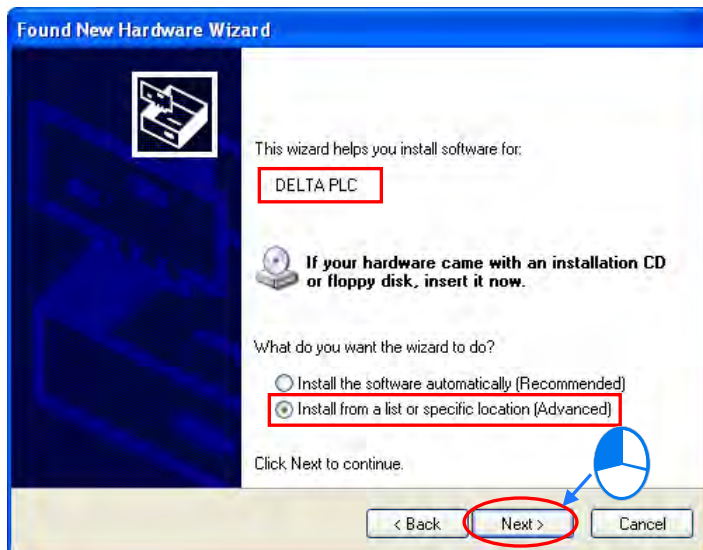 Found New Hardware Wizard
This wizard helps you install software for:
DELTA PLC
If your hardware came with an installation CD
or floppy disk, insert it now.
What do you want the wizard to do?
Install the software automatically (Recommended)
Install from a list or specific location (Advanced)
Click Next to continue.
< Back Next > Cancel